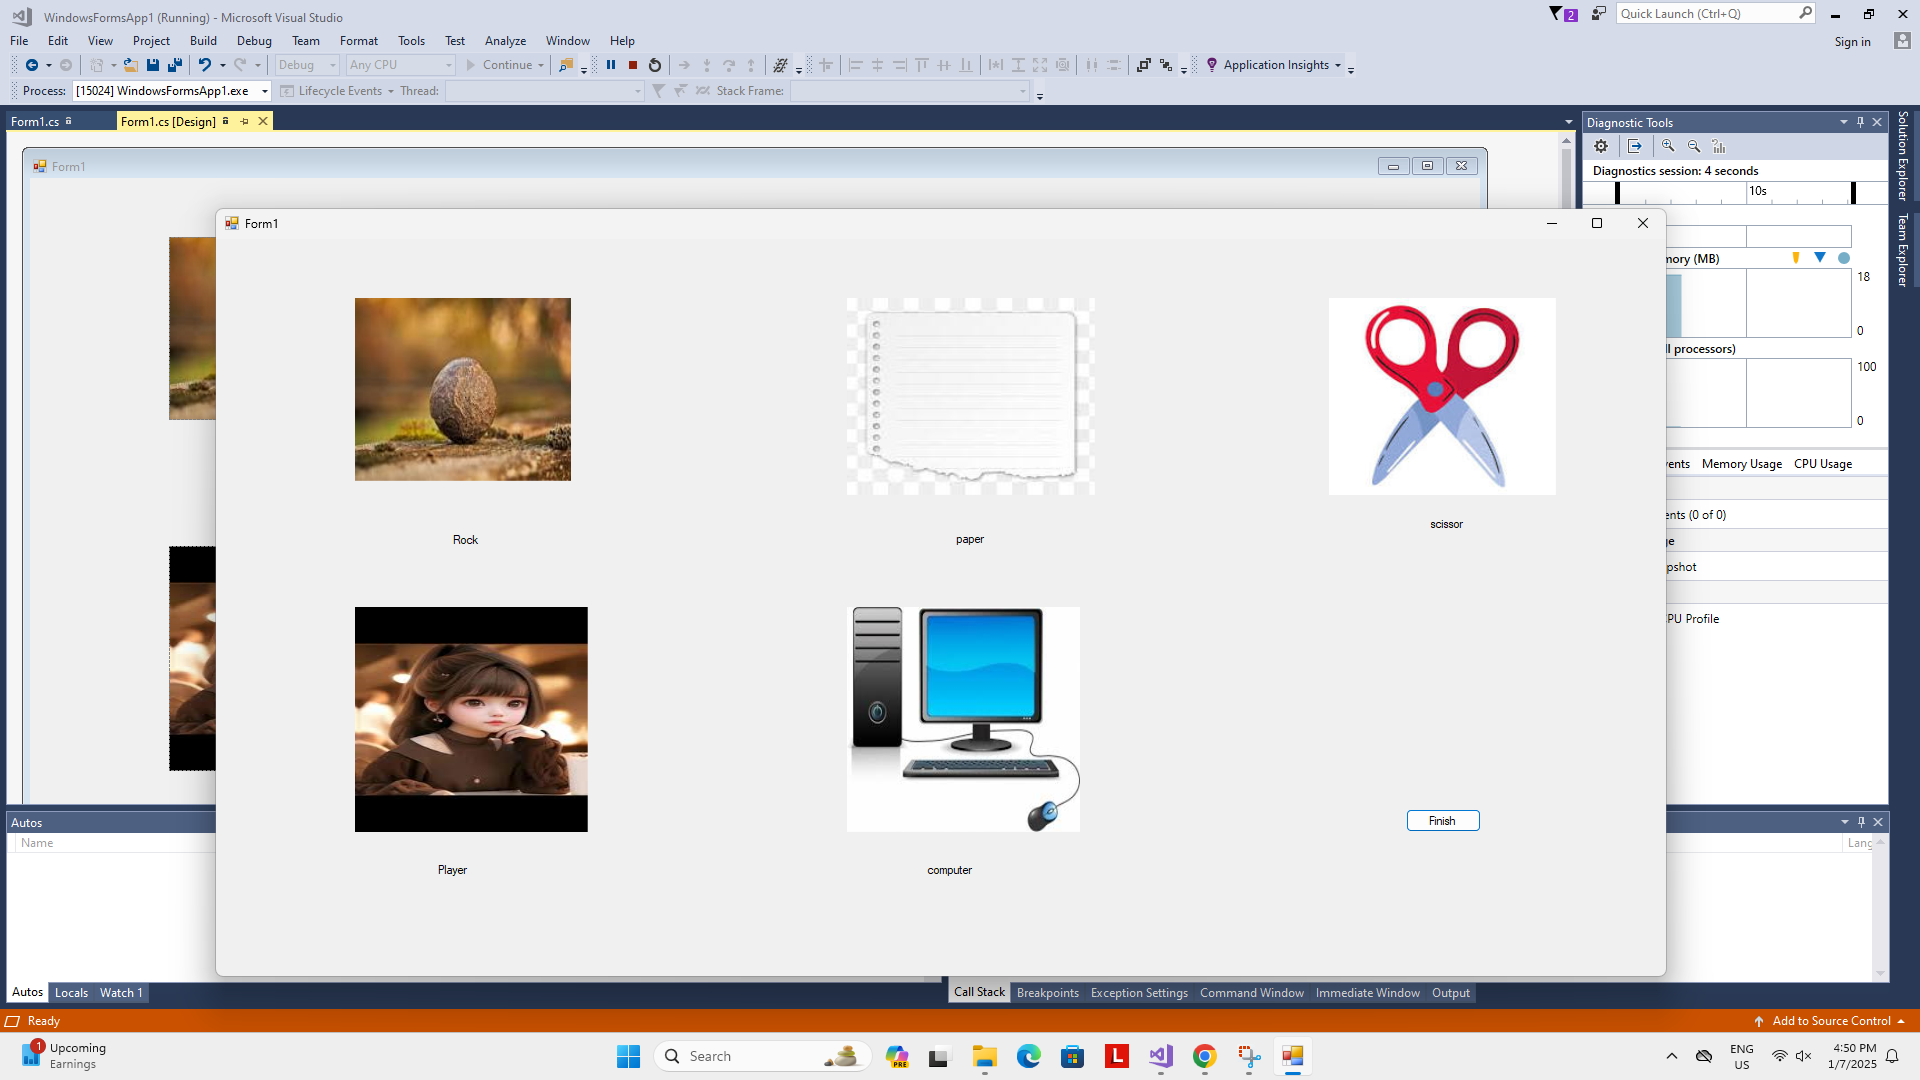 WindowsFormsApp1 (Running) - Microsoft Visual Studio
2
Quick Launch (Ctrl+Q)
File Edit View Project Build Debug Team Format Tools Test Analyze Window Help
Sign in
Debug Any CPU Continue Application Insights
Process: [15024] WindowsFormsApp1.exe Lifecycle Events Thread: Stack Frame:
Form1.cs Form1.cs [Design]
Diagnostic Tools
Solution Explorer
Team Explorer
Form1
Diagnostics session: 4 seconds
10s
Form1
mory (MB)
18
0
ll processors)
100
0
ents Memory Usage CPU Usage
ents (0 of 0)
ge
pshot
PU Profile
Rock
paper
scissor
Player
computer
Finish
Autos
Name
Lang
Autos Locals Watch 1
Call Stack Breakpoints Exception Settings Command Window Immediate Window Output
Ready
Add to Source Control
1
Upcoming
Earnings
Search
PRE
L
ENG
US
4:50 PM
1/7/2025